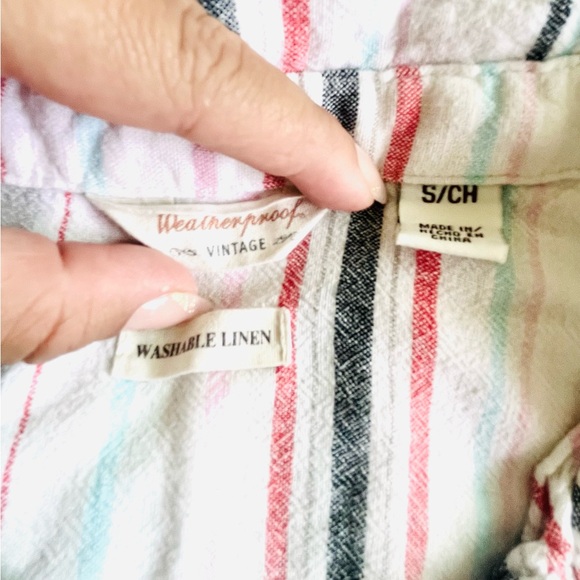 Weatherproof
VINTAGE
WASHABLE LINEN
S/CH
MADE IN/
HECHO EN
CHINA